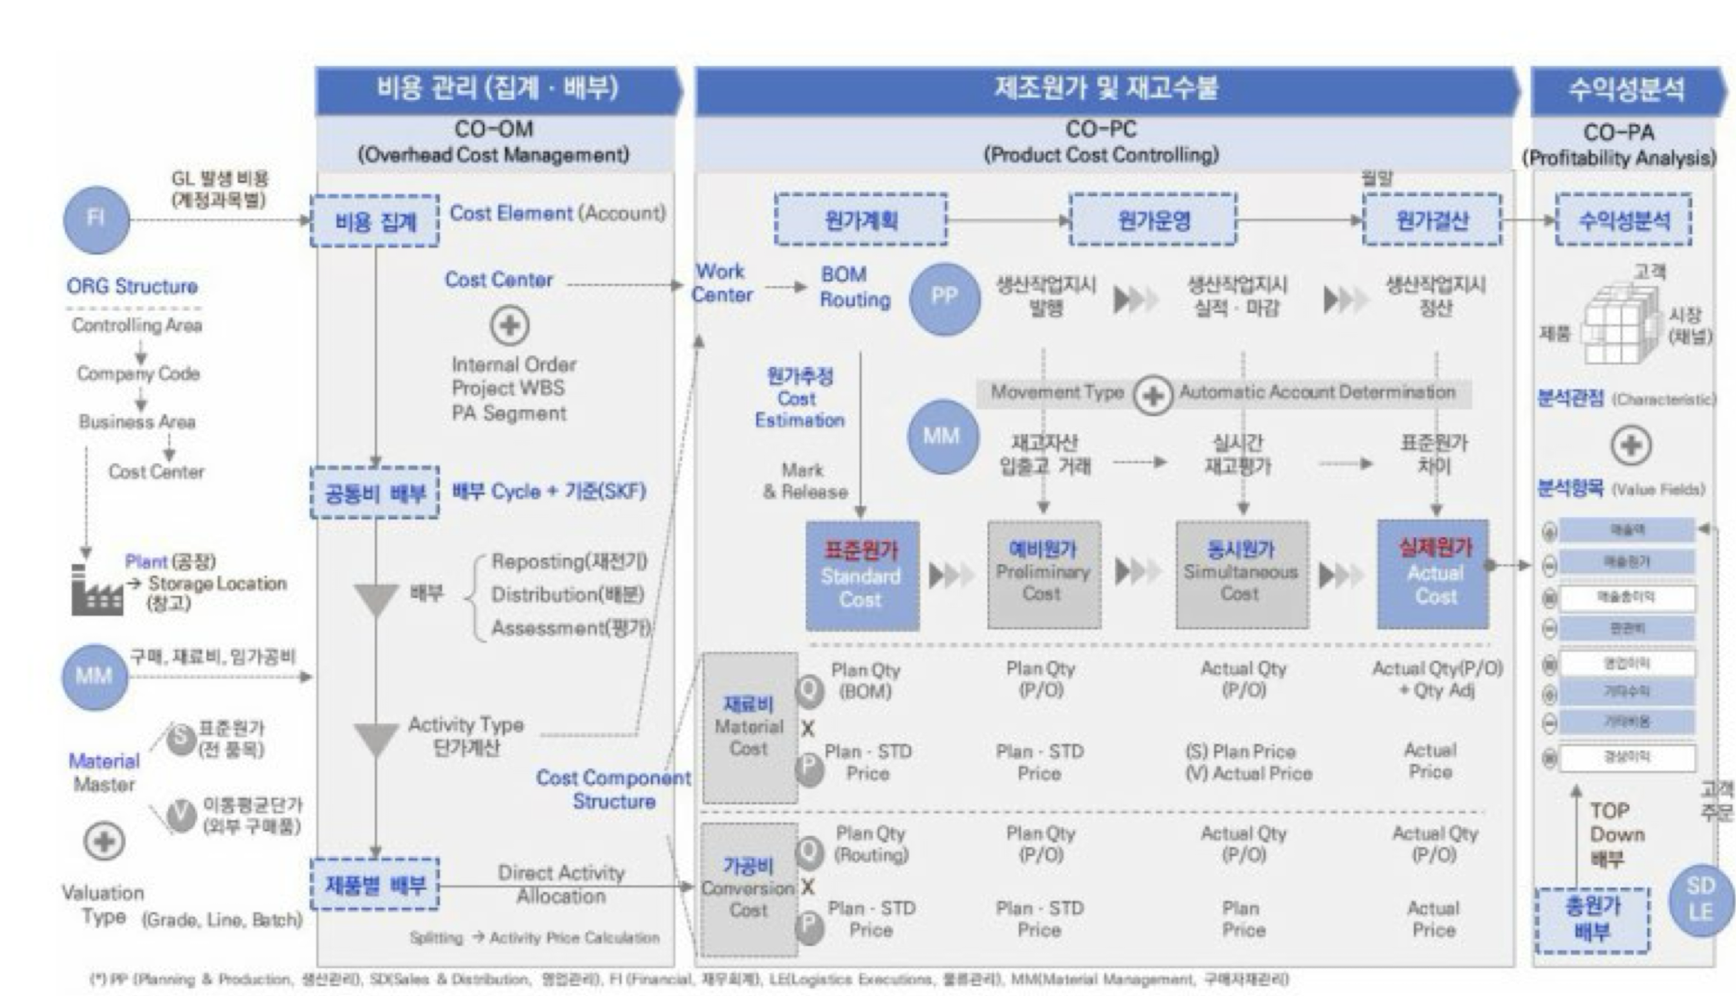 비용 관리 (집계 · 배부)
CO-OM
(Overhead Cost Management)
제조원가 및 재고수불
CO-PC
(Product Cost Controlling)
수익성분석
CO-PA
(Profitability Analysis)
FI
GL 발생 비용
(계정과목별)
ORG Structure
Controlling Area
Company Code
Business Area
Cost Center
Plant (공장)
→ Storage Location
(창고)
MM
구매, 재료비, 임가공비
Material
Master
S
표준원가
(전 품목)
V
이동평균단가
(외부 구매품)
Valuation
Type (Grade, Line, Batch)
비용 집계
Cost Element (Account)
Cost Center
Internal Order
Project WBS
PA Segment
공통비 배부
배부 Cycle + 기준(SKF)
배부
Reposting(재전기)
Distribution(배분)
Assessment(평가)
Activity Type
단가계산
Cost Component
Structure
제품별 배부
Direct Activity
Allocation
Splitting → Activity Price Calculation
원가계획
원가운영
월말
원가결산
Work
Center
BOM
Routing
PP
생산작업지시
발행
생산작업지시
실적 · 마감
생산작업지시
정산
원가추정
Cost
Estimation
Mark
& Release
Movement Type
Automatic Account Determination
MM
재고자산
입출고 거래
실시간
재고평가
표준원가
차이
표준원가
Standard
Cost
예비원가
Preliminary
Cost
동시원가
Simultaneous
Cost
실제원가
Actual
Cost
재료비
Material
Cost
Q
X
P
Plan Qty
(BOM)
Plan Qty
(P/O)
Actual Qty
(P/O)
Actual Qty(P/O)
+ Qty Adj
Plan · STD
Price
Plan · STD
Price
(S) Plan Price
(V) Actual Price
Actual
Price
가공비
Conversion
Cost
Q
X
P
Plan Qty
(Routing)
Plan Qty
(P/O)
Actual Qty
(P/O)
Actual Qty
(P/O)
Plan · STD
Price
Plan · STD
Price
Plan
Price
Actual
Price
수익성분석
고객
제품
시장
(채널)
분석관점 (Characteristic)
분석항목 (Value Fields)
매출액
매출원가
매출총이익
판관비
영업이익
기타수익
기타비용
경상이익
고객
주문
TOP
Down
배부
총원가
배부
SD
LE
(*) PP (Planning & Production, 생산관리), SD(Sales & Distribution, 영업관리), FI (Financial, 재무회계), LE(Logistics Executions, 물류관리), MM(Material Management, 구매자재관리)